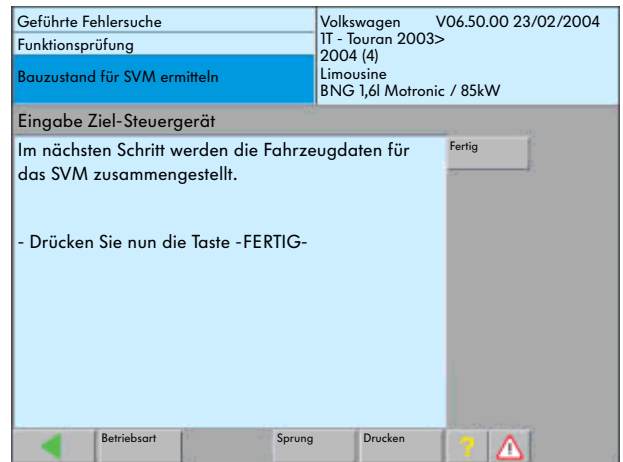 Geführte Fehlersuche
Funktionsprüfung
Bauzustand für SVM ermitteln
Volkswagen V06.50.00 23/02/2004
1T - Touran 2003>
2004 (4)
Limousine
BNG 1,6l Motronic / 85kW
Eingabe Ziel-Steuergerät
Im nächsten Schritt werden die Fahrzeugdaten für
das SVM zusammengestellt.
- Drücken Sie nun die Taste -FERTIG-
Fertig
Betriebsart
Sprung
Drucken
?